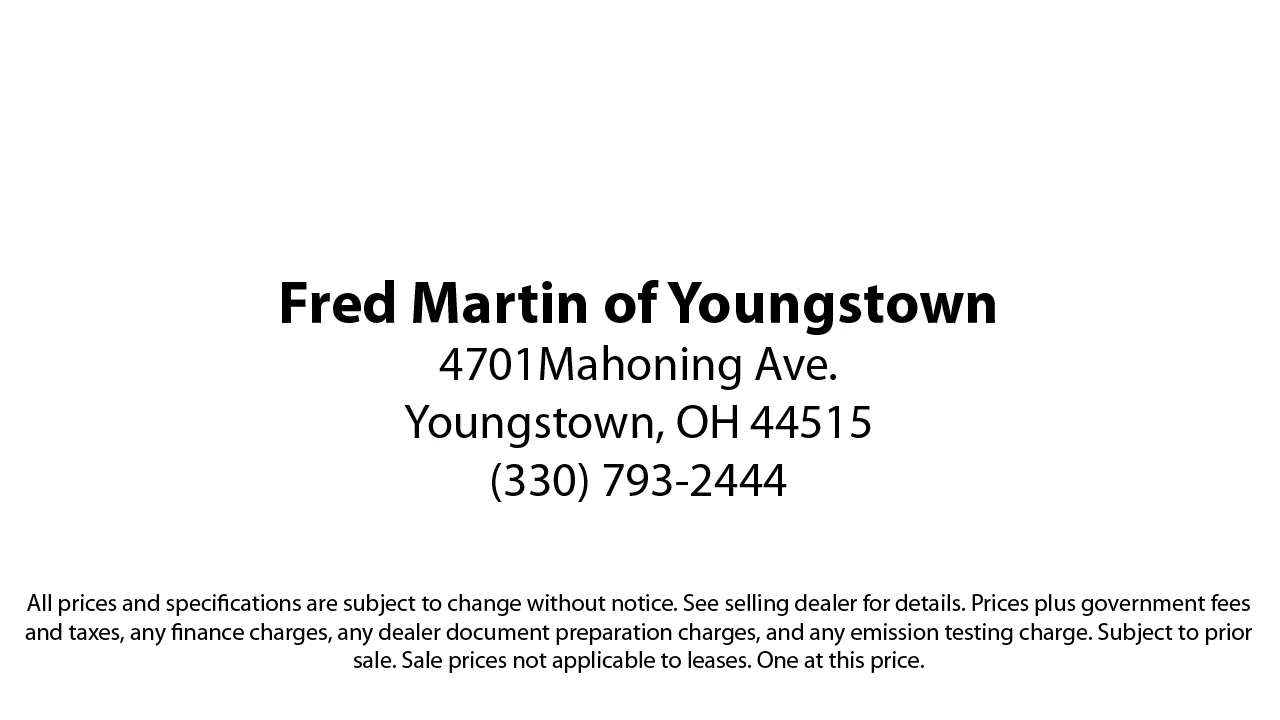 Fred Martin of Youngstown
4701Mahoning Ave.
Youngstown, OH 44515
(330) 793-2444
All prices and specifications are subject to change without notice. See selling dealer for details. Prices plus government fees
and taxes, any finance charges, any dealer document preparation charges, and any emission testing charge. Subject to prior
sale. Sale prices not applicable to leases. One at this price.